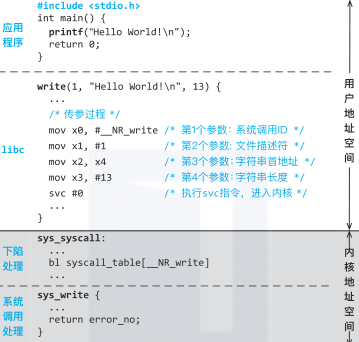 #include <stdio.h>
int main() {
printf("Hello World!\n");
return 0;
}
应用
程序
write(1, "Hello World!\n", 13) {
...
/* 传参过程 */
mov x0, #__NR_write /* 第1个参数：系统调用ID */
mov x1, #1 /* 第2个参数：文件描述符 */
mov x2, x4 /* 第3个参数：字符串首地址 */
mov x3, #13 /* 第4个参数：字符串长度 */
svc #0 /* 执行svc指令，进入内核 */
...
}
libc
用户地址空间
sys_syscall:
...
bl syscall_table[__NR_write]
...
下陷
处理
sys_write {
...
return error_no;
}
系统
调用
处理
内核地址空间